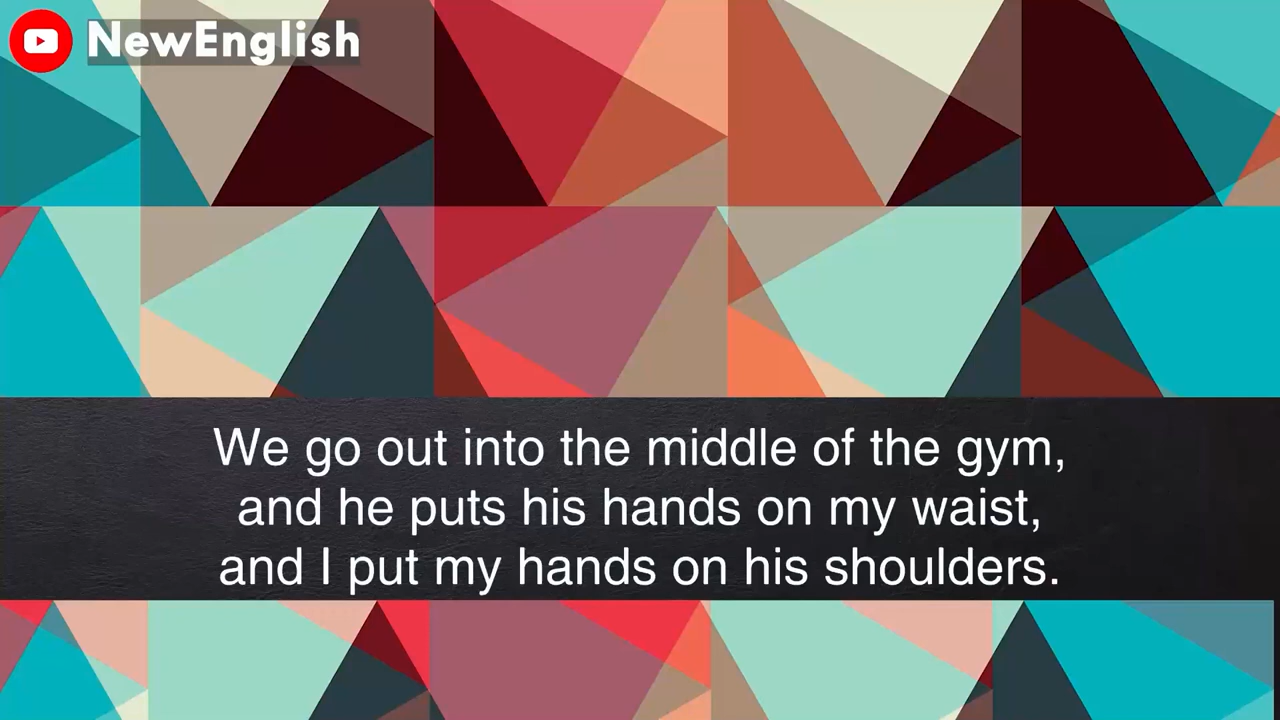 NewEnglish
We go out into the middle of the gym,
and he puts his hands on my waist,
and I put my hands on his shoulders.